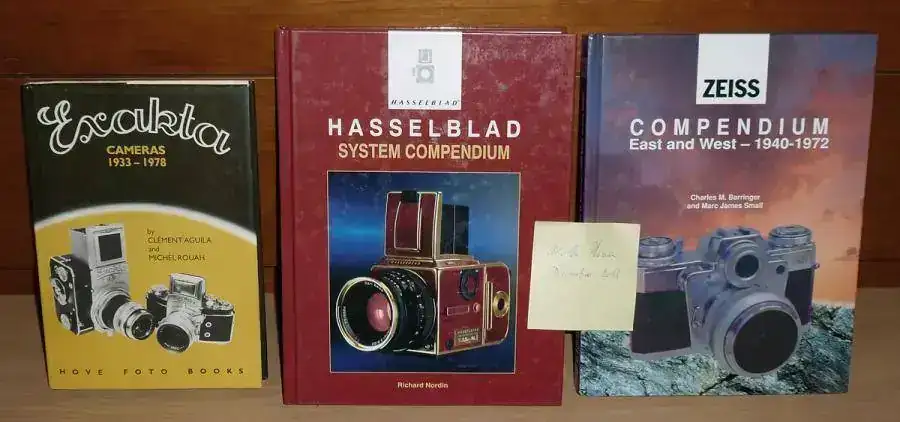 Exakta
CAMERAS
1933 – 1978
by
CLÉMENT AGUILA
and
MICHEL ROUAH
HOVE FOTO BOOKS
HASSELBLAD
HASSELBLAD
SYSTEM COMPENDIUM
HASSELBLAD
Richard Nordin
ZEISS
COMPENDIUM
East and West – 1940-1972
Charles M. Barringer
and Marc James Small